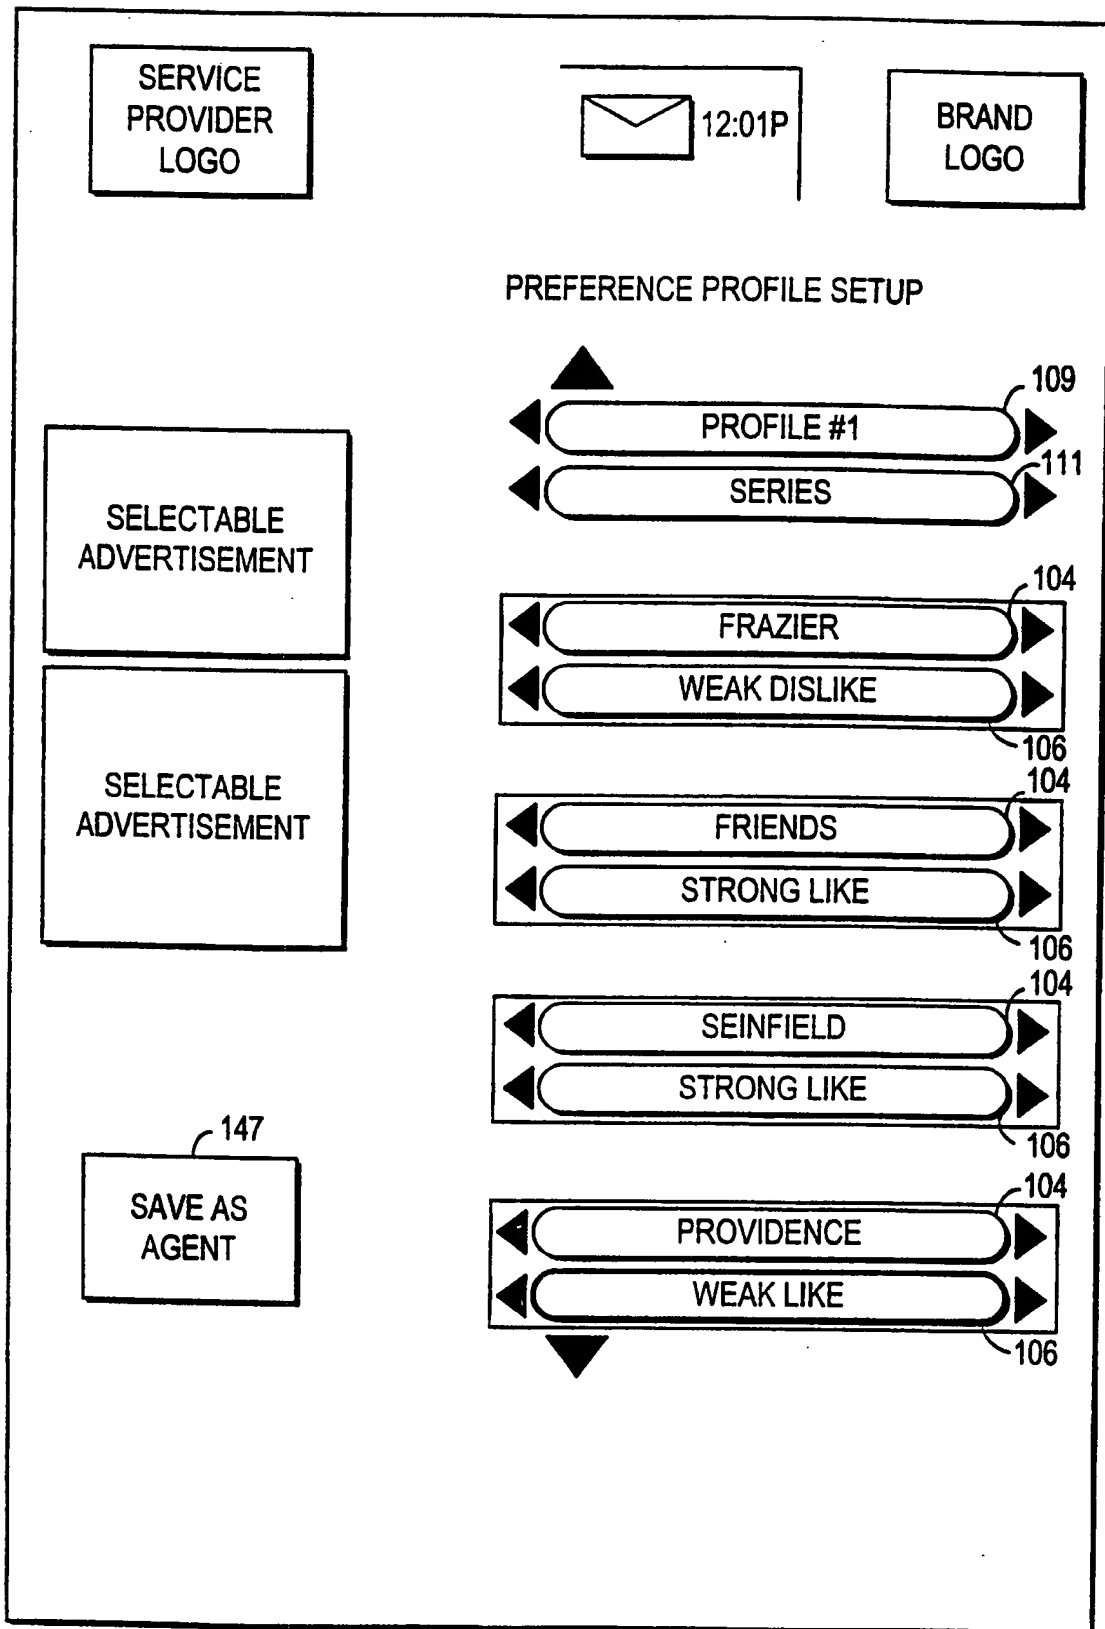 SERVICE
PROVIDER
LOGO
12:01P
BRAND
LOGO
PREFERENCE PROFILE SETUP
109
PROFILE #1
111
SERIES
SELECTABLE
ADVERTISEMENT
104
FRAZIER
WEAK DISLIKE
106
SELECTABLE
ADVERTISEMENT
104
FRIENDS
STRONG LIKE
106
104
SEINFIELD
STRONG LIKE
106
147
SAVE AS
AGENT
104
PROVIDENCE
WEAK LIKE
106